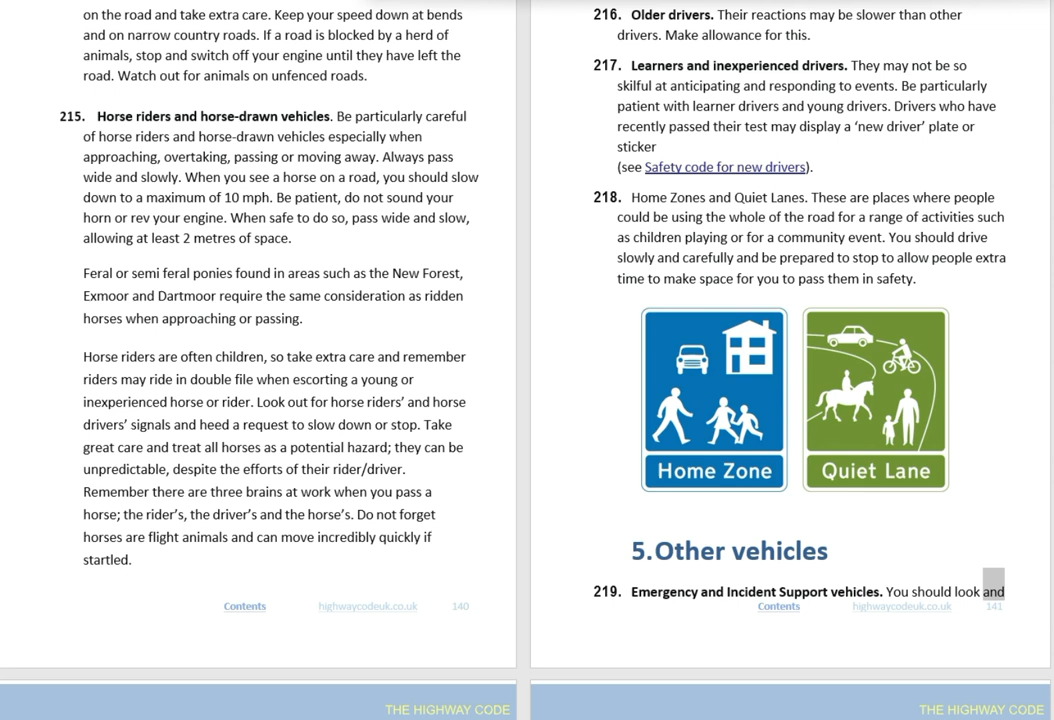 on the road and take extra care. Keep your speed down at bends
and on narrow country roads. If a road is blocked by a herd of
animals, stop and switch off your engine until they have left the
road. Watch out for animals on unfenced roads.
215. Horse riders and horse-drawn vehicles. Be particularly careful
of horse riders and horse-drawn vehicles especially when
approaching, overtaking, passing or moving away. Always pass
wide and slowly. When you see a horse on a road, you should slow
down to a maximum of 10 mph. Be patient, do not sound your
horn or rev your engine. When safe to do so, pass wide and slow,
allowing at least 2 metres of space.
Feral or semi feral ponies found in areas such as the New Forest,
Exmoor and Dartmoor require the same consideration as ridden
horses when approaching or passing.
Horse riders are often children, so take extra care and remember
riders may ride in double file when escorting a young or
inexperienced horse or rider. Look out for horse riders’ and horse
drivers’ signals and heed a request to slow down or stop. Take
great care and treat all horses as a potential hazard; they can be
unpredictable, despite the efforts of their rider/driver.
Remember there are three brains at work when you pass a
horse; the rider’s, the driver’s and the horse’s. Do not forget
horses are flight animals and can move incredibly quickly if
startled.
Contents highwaycodeuk.co.uk 140
216. Older drivers. Their reactions may be slower than other
drivers. Make allowance for this.
217. Learners and inexperienced drivers. They may not be so
skilful at anticipating and responding to events. Be particularly
patient with learner drivers and young drivers. Drivers who have
recently passed their test may display a ‘new driver’ plate or
sticker
(see Safety code for new drivers).
218. Home Zones and Quiet Lanes. These are places where people
could be using the whole of the road for a range of activities such
as children playing or for a community event. You should drive
slowly and carefully and be prepared to stop to allow people extra
time to make space for you to pass them in safety.
Home Zone
Quiet Lane
5. Other vehicles
219. Emergency and Incident Support vehicles. You should look and
Contents highwaycodeuk.co.uk 141
THE HIGHWAY CODE
THE HIGHWAY CODE